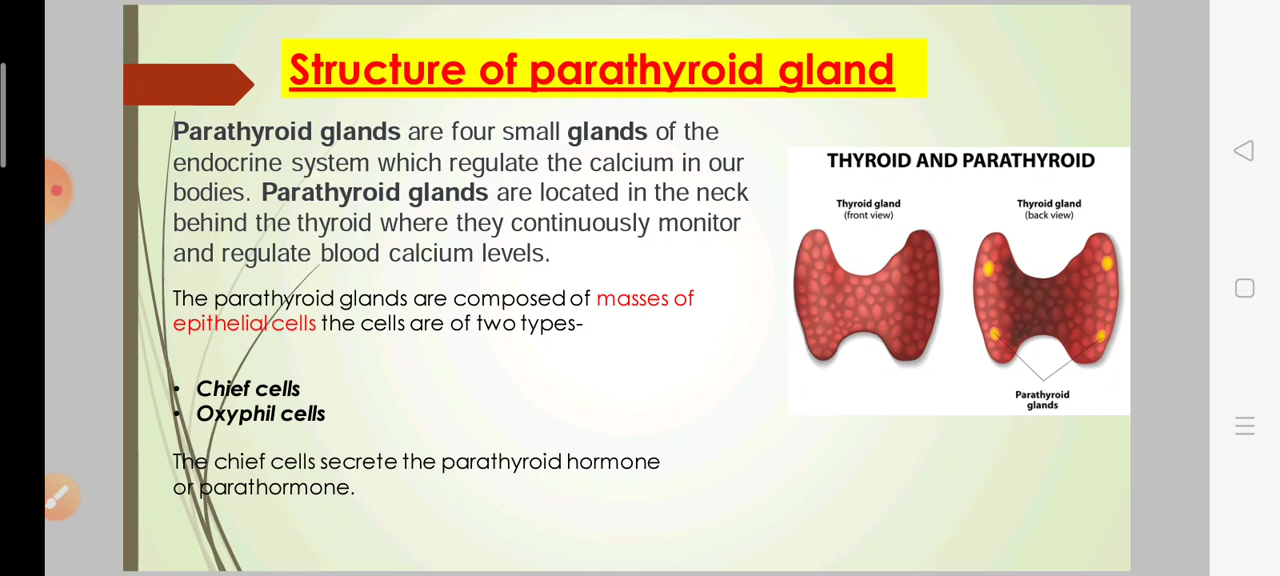 Structure of parathyroid gland
Parathyroid glands are four small glands of the
endocrine system which regulate the calcium in our
bodies. Parathyroid glands are located in the neck
behind the thyroid where they continuously monitor
and regulate blood calcium levels.
The parathyroid glands are composed of masses of
epithelial cells the cells are of two types-
• Chief cells
• Oxyphil cells
The chief cells secrete the parathyroid hormone
or parathormone.
THYROID AND PARATHYROID
Thyroid gland
(front view)
Thyroid gland
(back view)
Parathyroid
glands